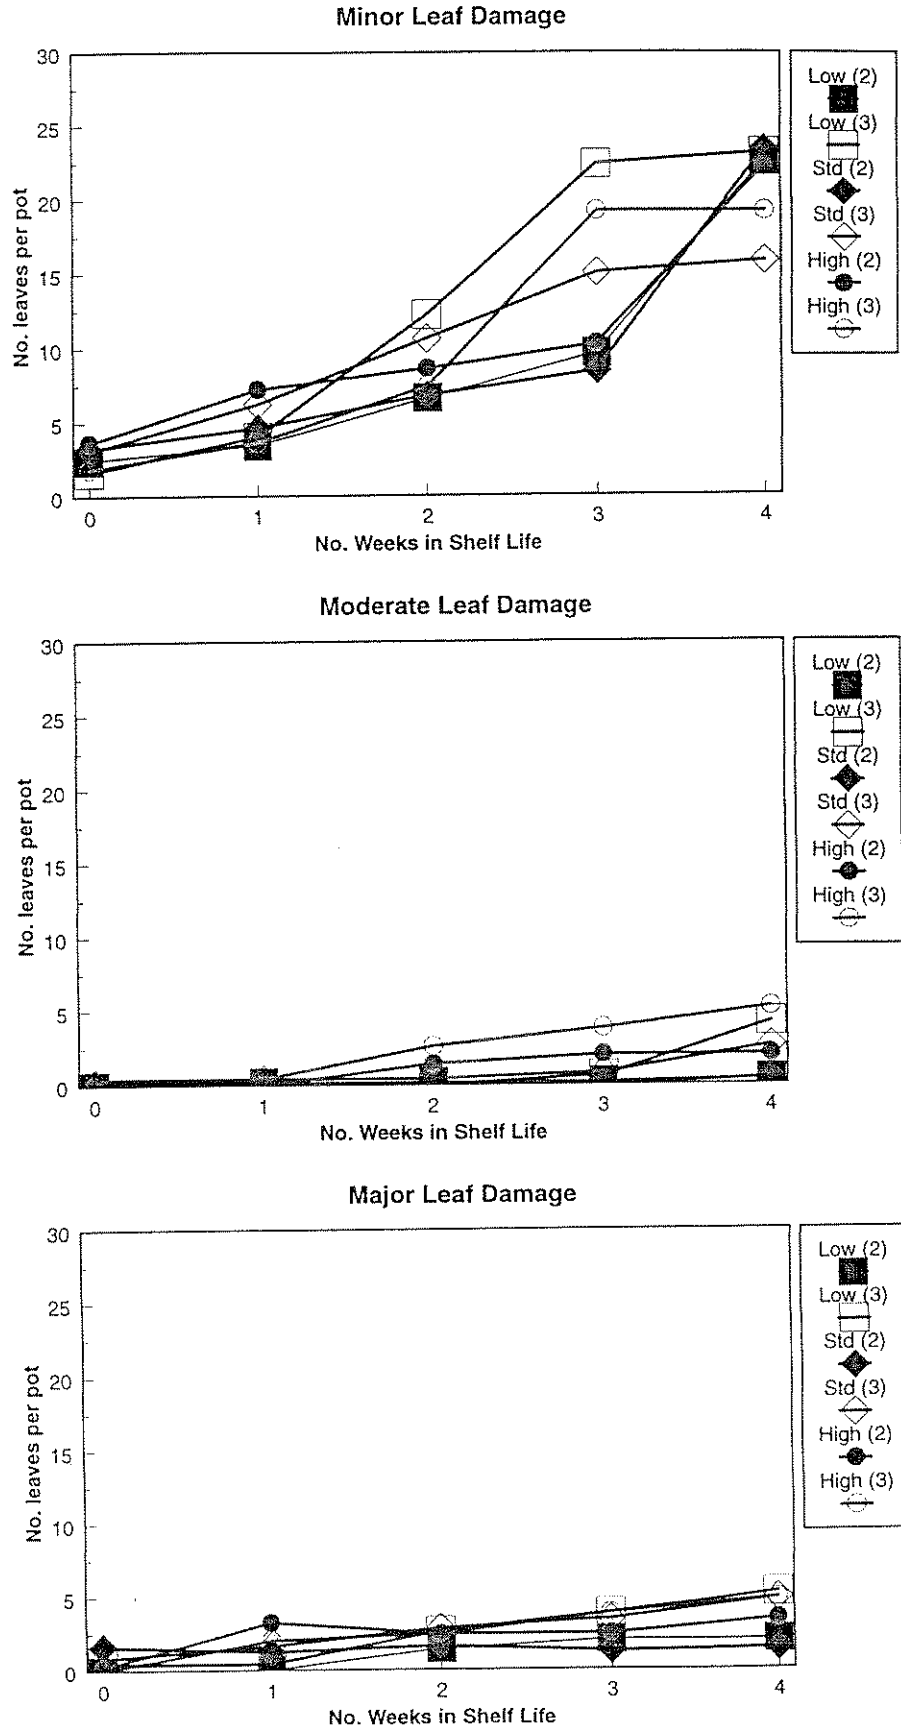 Minor Leaf Damage
No. leaves per pot
30
25
20
15
10
5
0
0 1 2 3 4
No. Weeks in Shelf Life
Low (2)
Low (3)
Std (2)
Std (3)
High (2)
High (3)
Moderate Leaf Damage
No. leaves per pot
30
25
20
15
10
5
0
0 1 2 3 4
No. Weeks in Shelf Life
Low (2)
Low (3)
Std (2)
Std (3)
High (2)
High (3)
Major Leaf Damage
No. leaves per pot
30
25
20
15
10
5
0
0 1 2 3 4
No. Weeks in Shelf Life
Low (2)
Low (3)
Std (2)
Std (3)
High (2)
High (3)